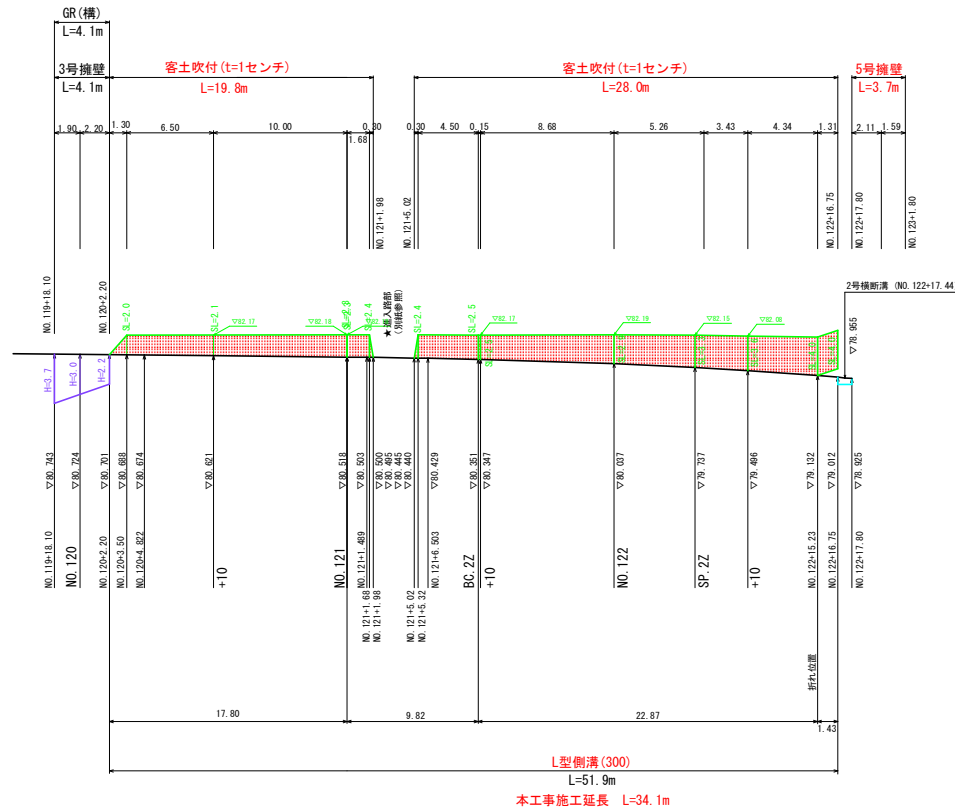 GR(横)
L=4.1m
3号擁壁
L=4.1m
客土吹付(t=1センチ)
L=19.8m
客土吹付(t=1センチ)
L=28.0m
5号擁壁
L=3.7m
1.90
2.20
1.30
6.50
10.00
1.68
0.30
0.30
4.50
0.15
8.68
5.26
3.43
4.34
1.31
2.11
1.59
NO.119+18.10
NO.120+2.20
NO.121+1.98
NO.121+5.02
NO.122+16.75
NO.122+17.80
NO.123+1.80
2号横断溝 (NO.122+17.44)
▽78.955
★進入路部
(別紙参照)
SL=2.0
SL=2.1
SL=2.3
SL=2.4
SL=2.4
SL=2.5
▽82.17
▽82.18
▽82.17
▽82.19
▽82.15
▽82.08
H=3.7
H=3.0
H=2.2
▽80.743
▽80.724
▽80.701
▽80.688
▽80.674
▽80.621
▽80.518
▽80.503
▽80.500
▽80.495
▽80.445
▽80.440
▽80.429
▽80.351
▽80.347
▽80.037
▽79.737
▽79.496
▽79.132
▽79.012
▽78.925
NO.119+18.10
NO.120
NO.120+2.20
NO.120+3.50
NO.120+4.822
+10
NO.121
NO.121+1.489
NO.121+1.68
NO.121+1.98
NO.121+5.02
NO.121+5.32
NO.121+6.503
BC.2Z
+10
NO.122
SP.2Z
+10
NO.122+15.23
NO.122+16.75
NO.122+17.80
折れ位置
17.80
9.82
22.87
1.43
L型側溝(300)
L=51.9m
本工事施工延長 L=34.1m